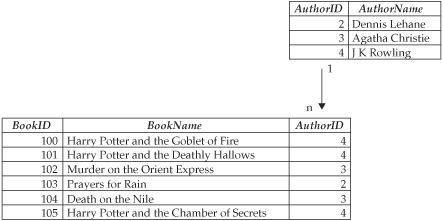 AuthorID AuthorName
2 Dennis Lehane
3 Agatha Christie
4 J K Rowling
1
n
BookID BookName AuthorID
100 Harry Potter and the Goblet of Fire 4
101 Harry Potter and the Deathly Hallows 4
102 Murder on the Orient Express 3
103 Prayers for Rain 2
104 Death on the Nile 3
105 Harry Potter and the Chamber of Secrets 4